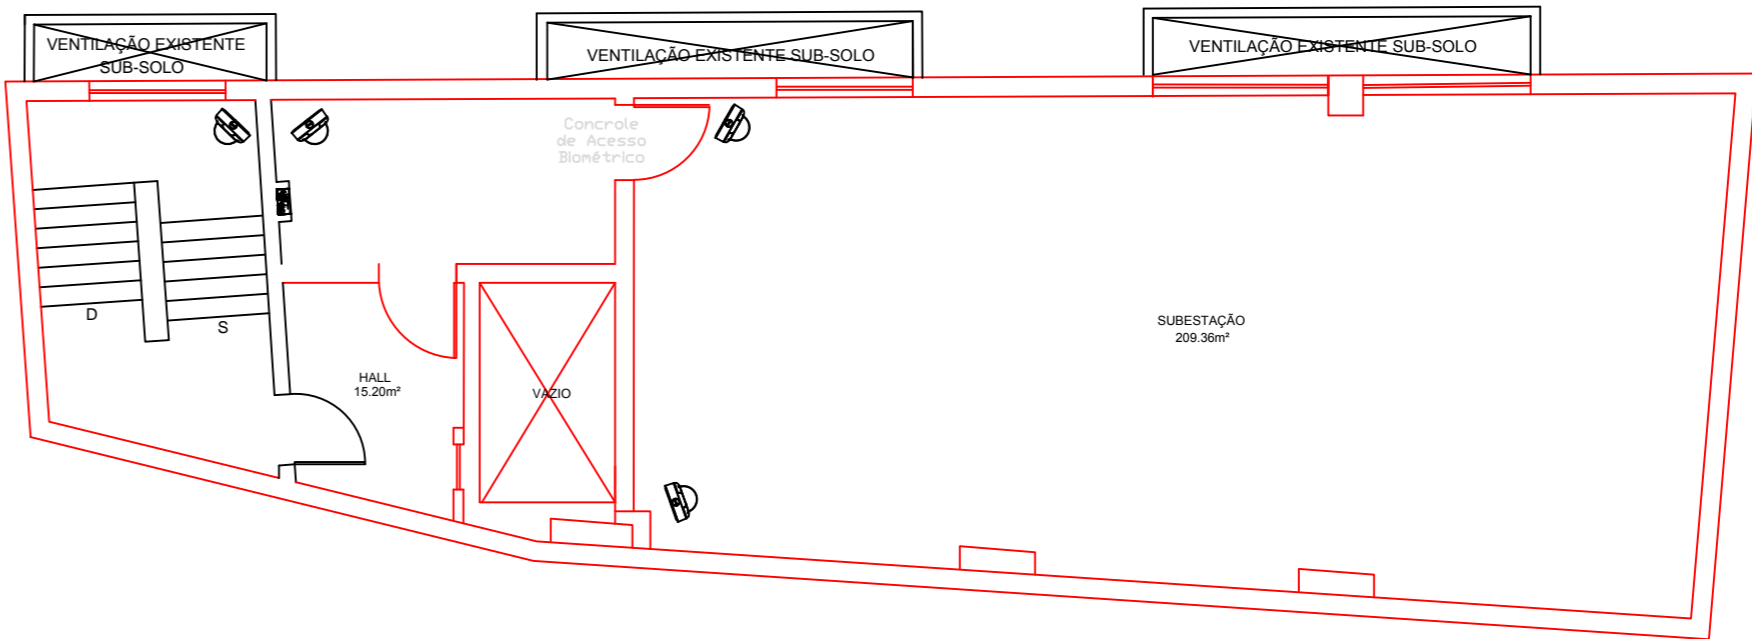 VENTILAÇÃO EXISTENTE
SUB-SOLO
VENTILAÇÃO EXISTENTE SUB-SOLO
VENTILAÇÃO EXISTENTE SUB-SOLO
Concrole
de Acesso
Biométrico
D
S
HALL
15.20m²
VAZIO
SUBESTAÇÃO
209.36m²